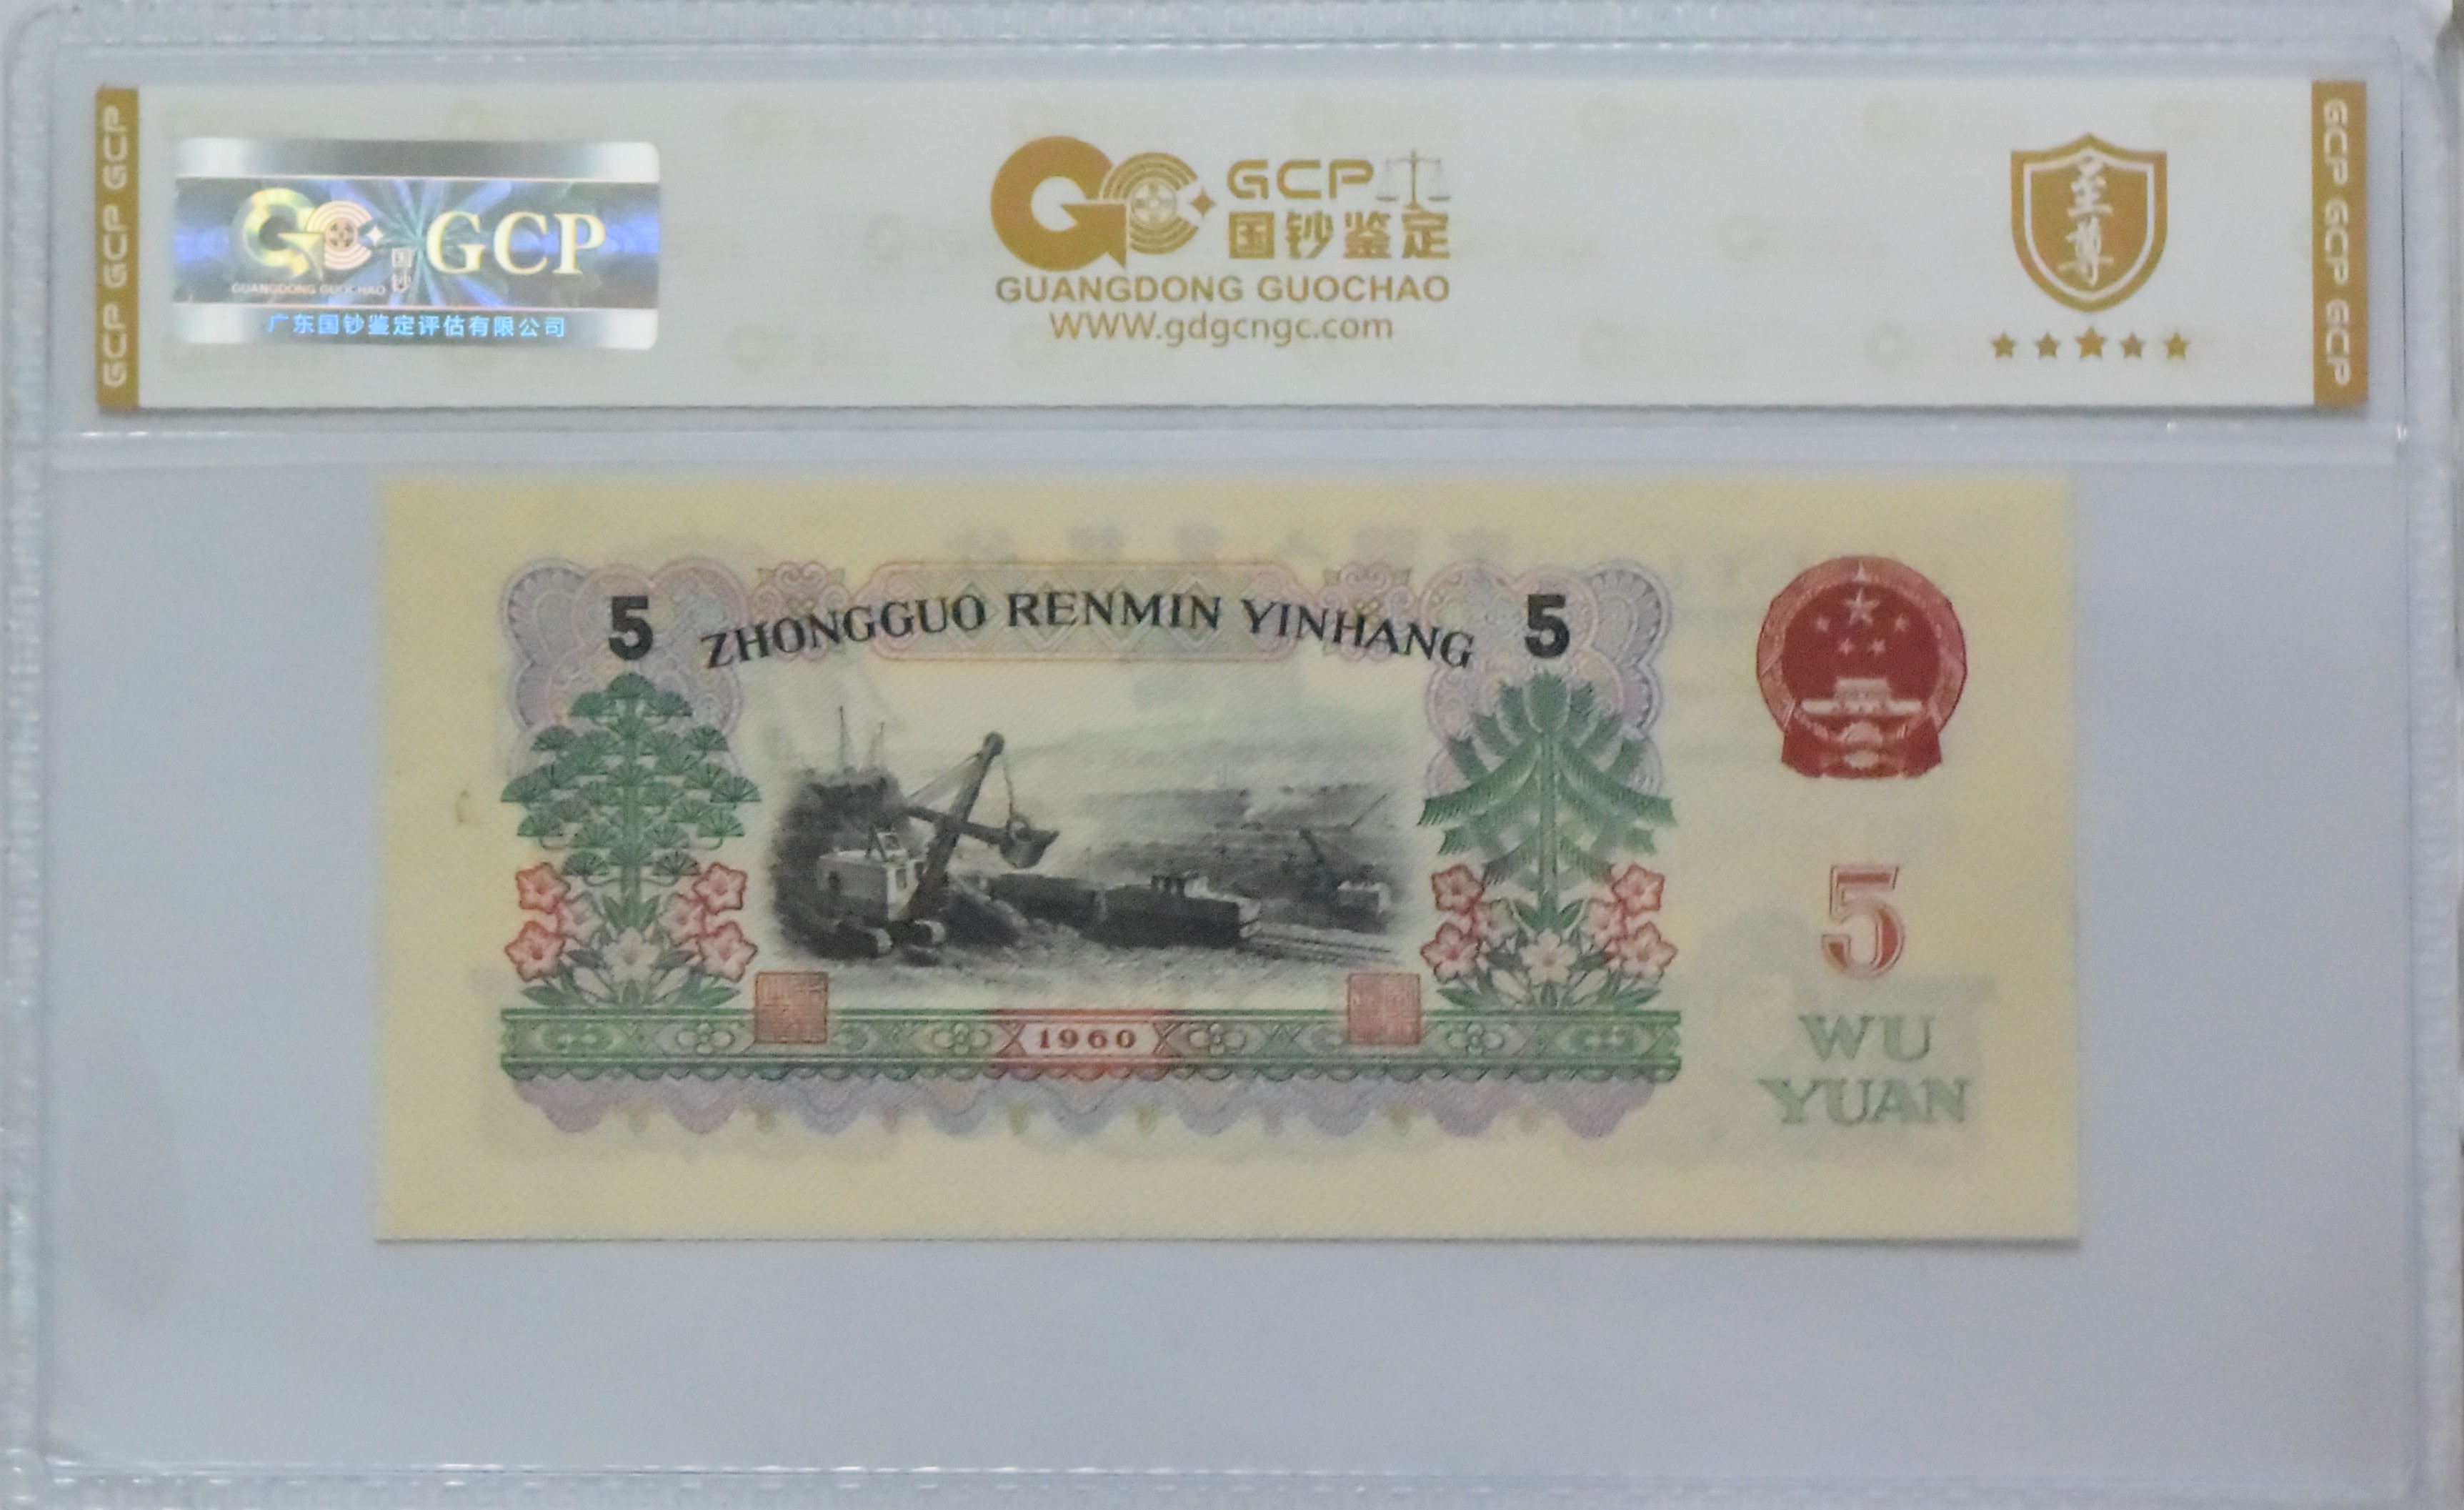 GCP GCP GCP
GCP
国钞
GUANGDONG GUOCHAO
广东国钞鉴定评估有限公司
GCP
国钞鉴定
GUANGDONG GUOCHAO
WWW.gdgcngc.com
至尊
GCP GCP GCP
5 ZHONGGUO RENMIN YINHANG 5
1960
5
WU
YUAN